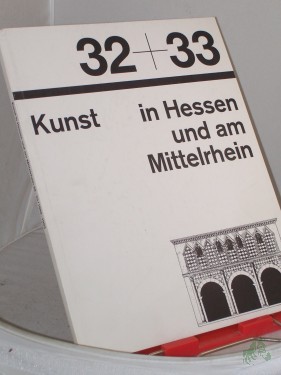 32+33
Kunst in Hessen
und am
Mittelrhein